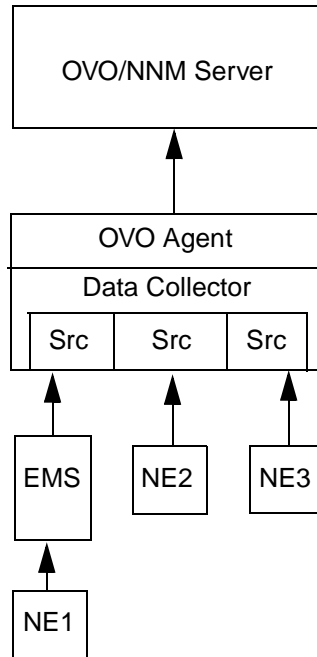 OVO/NNM Server
OVO Agent
Data Collector
Src Src Src
EMS NE2 NE3
NE1